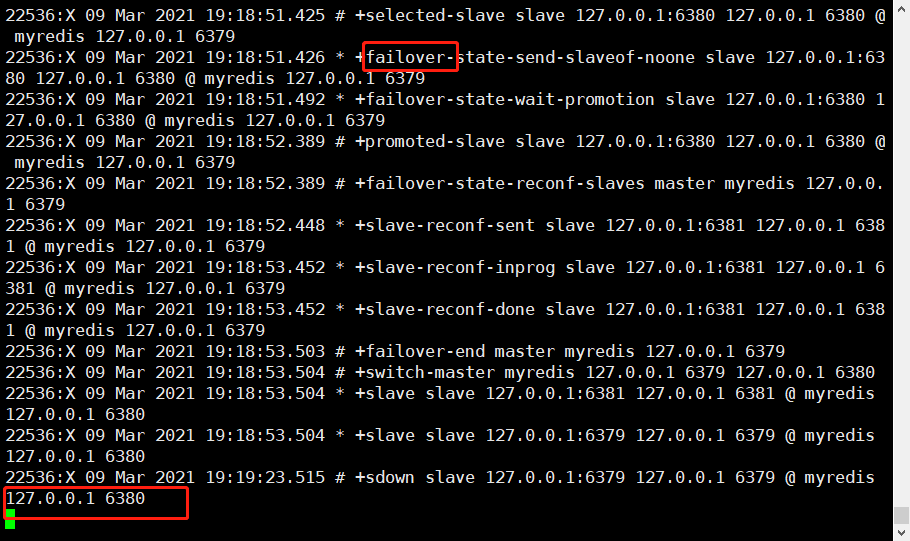 22536:X 09 Mar 2021 19:18:51.425 # +selected-slave slave 127.0.0.1:6380 127.0.0.1 6380 @
 myredis 127.0.0.1 6379
22536:X 09 Mar 2021 19:18:51.426 * +failover-state-send-slaveof-noone slave 127.0.0.1:63
80 127.0.0.1 6380 @ myredis 127.0.0.1 6379
22536:X 09 Mar 2021 19:18:51.492 * +failover-state-wait-promotion slave 127.0.0.1:6380 1
27.0.0.1 6380 @ myredis 127.0.0.1 6379
22536:X 09 Mar 2021 19:18:52.389 # +promoted-slave slave 127.0.0.1:6380 127.0.0.1 6380 @
 myredis 127.0.0.1 6379
22536:X 09 Mar 2021 19:18:52.389 # +failover-state-reconf-slaves master myredis 127.0.0.
1 6379
22536:X 09 Mar 2021 19:18:52.448 * +slave-reconf-sent slave 127.0.0.1:6381 127.0.0.1 638
1 @ myredis 127.0.0.1 6379
22536:X 09 Mar 2021 19:18:53.452 * +slave-reconf-inprog slave 127.0.0.1:6381 127.0.0.1 6
381 @ myredis 127.0.0.1 6379
22536:X 09 Mar 2021 19:18:53.452 * +slave-reconf-done slave 127.0.0.1:6381 127.0.0.1 638
1 @ myredis 127.0.0.1 6379
22536:X 09 Mar 2021 19:18:53.503 # +failover-end master myredis 127.0.0.1 6379
22536:X 09 Mar 2021 19:18:53.504 # +switch-master myredis 127.0.0.1 6379 127.0.0.1 6380
22536:X 09 Mar 2021 19:18:53.504 * +slave slave 127.0.0.1:6381 127.0.0.1 6381 @ myredis
127.0.0.1 6380
22536:X 09 Mar 2021 19:18:53.504 * +slave slave 127.0.0.1:6379 127.0.0.1 6379 @ myredis
127.0.0.1 6380
22536:X 09 Mar 2021 19:19:23.515 # +sdown slave 127.0.0.1:6379 127.0.0.1 6379 @ myredis
127.0.0.1 6380